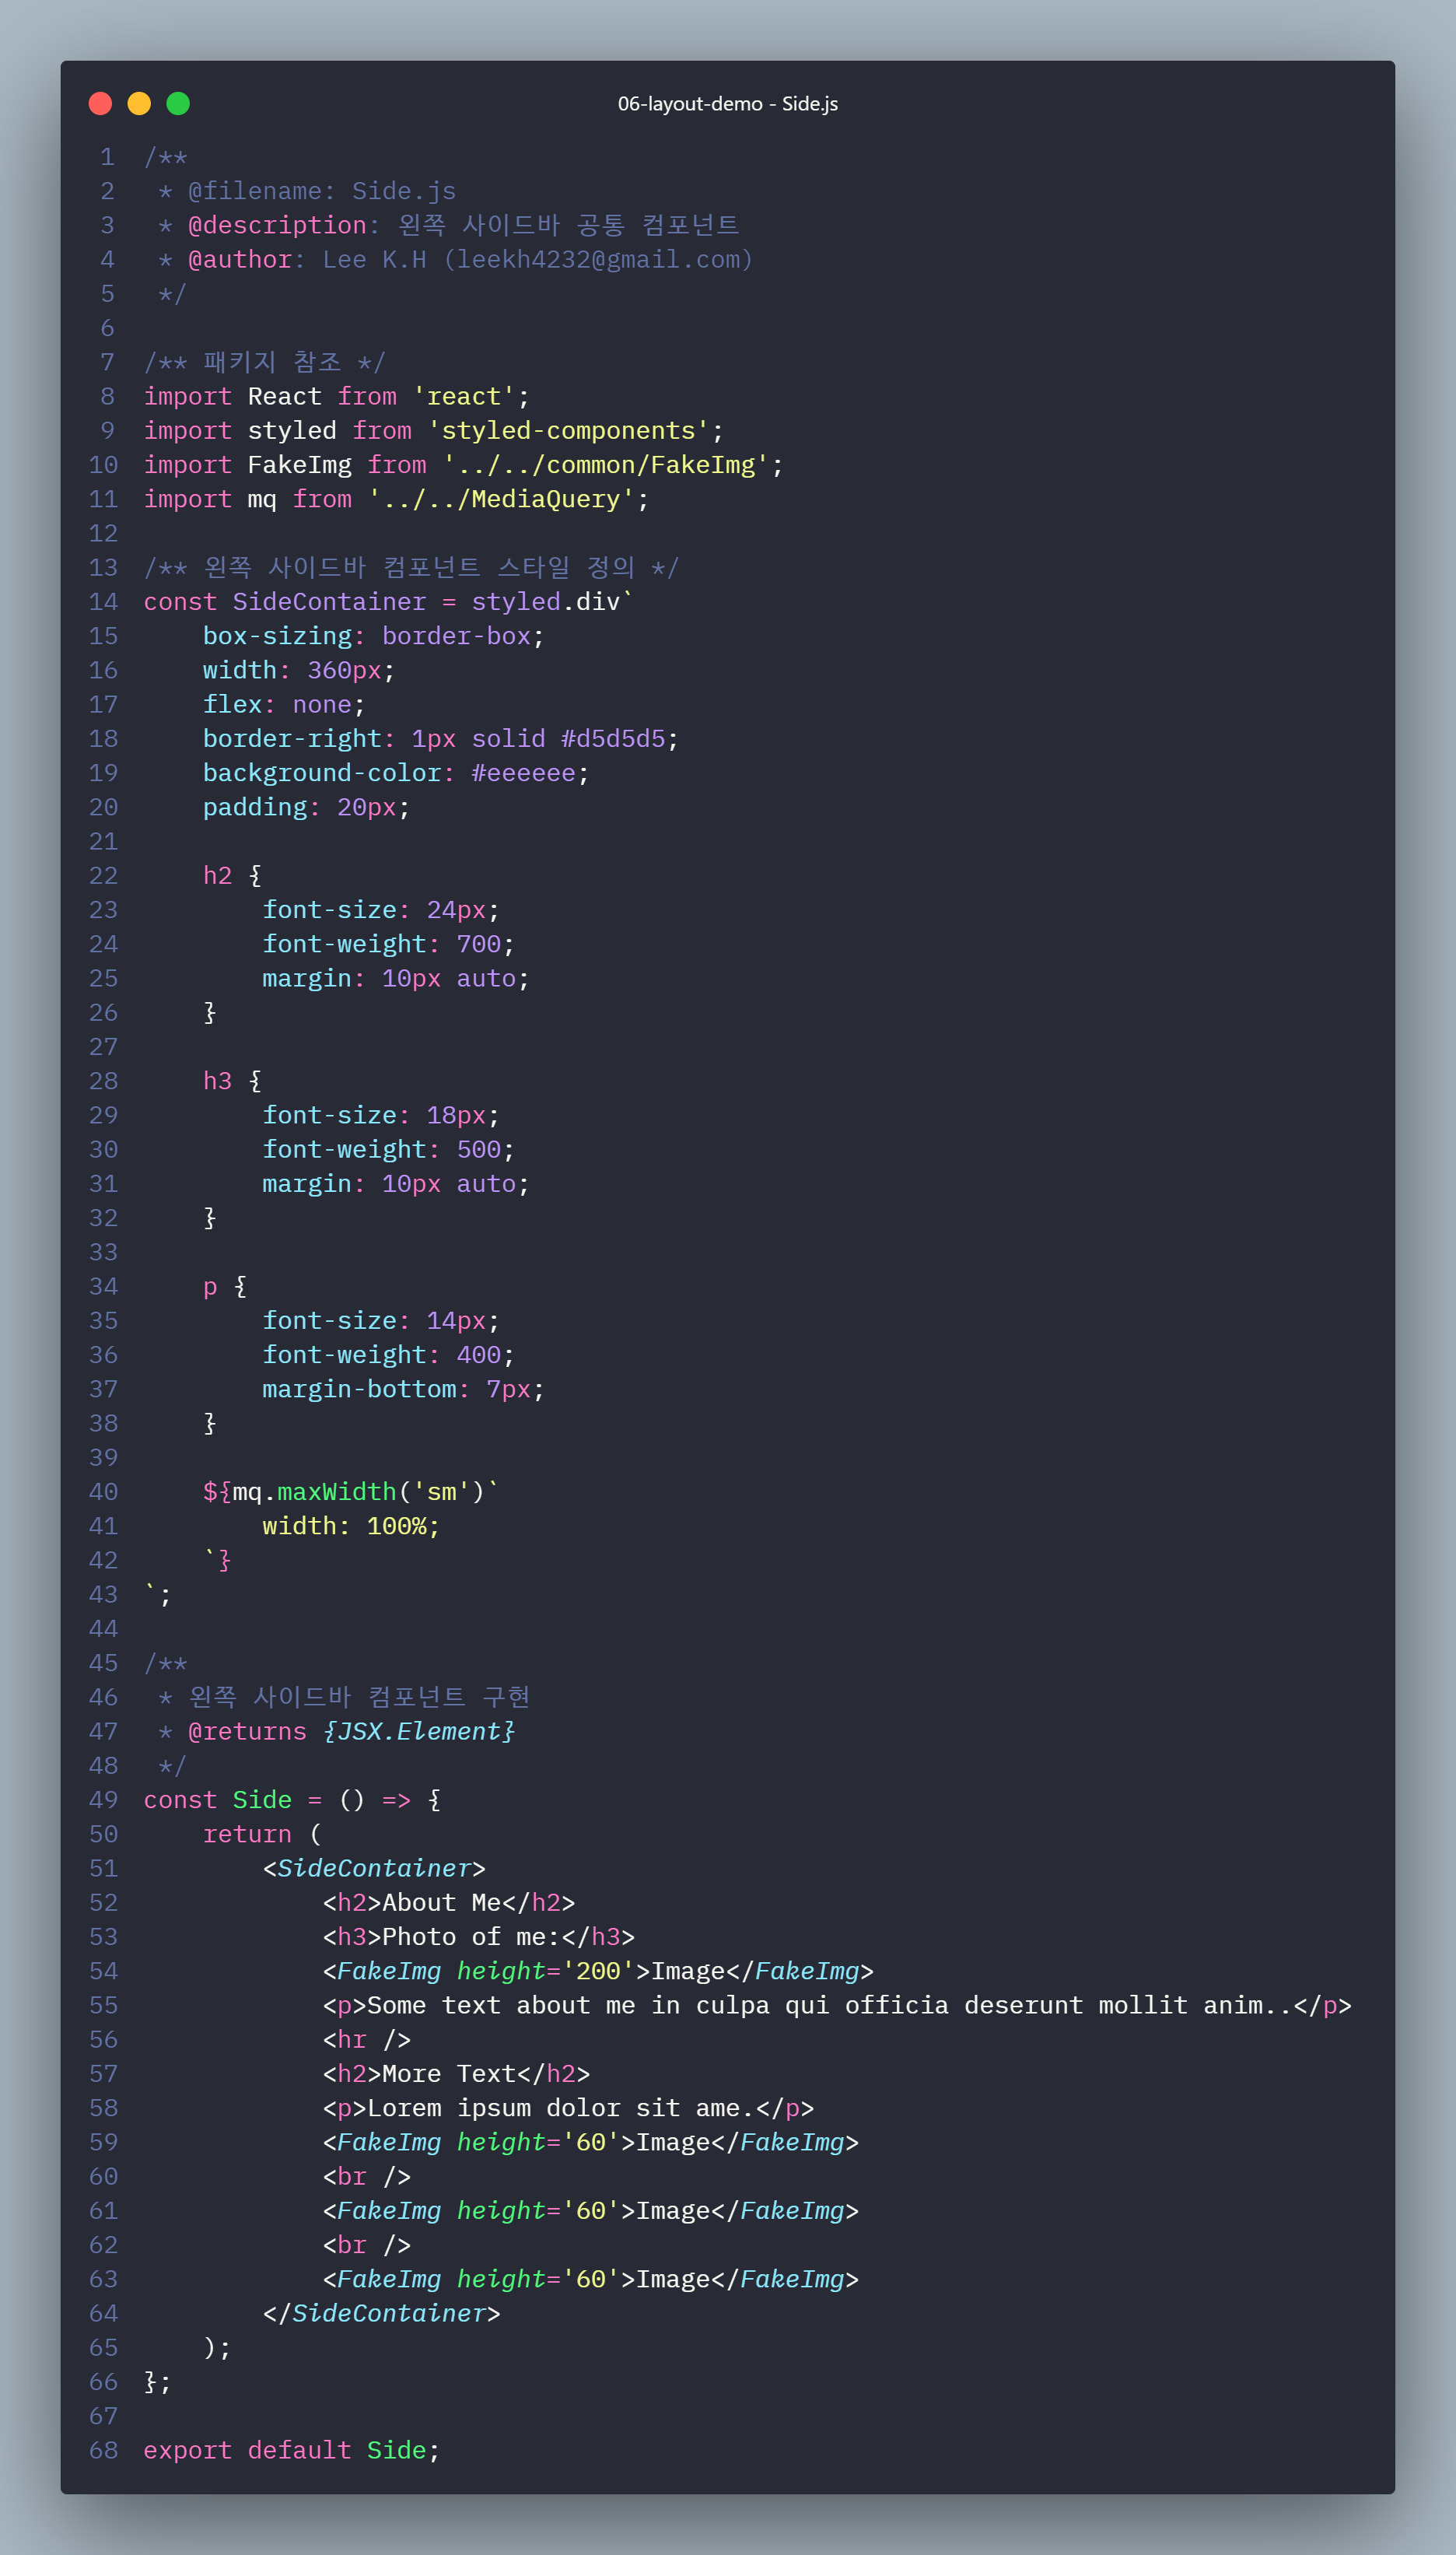 06-layout-demo - Side.js
1 /**
2  * @filename: Side.js
3  * @description: 왼쪽 사이드바 공통 컴포넌트
4  * @author: Lee K.H (leekh4232@gmail.com)
5  */
6
7 /** 패키지 참조 */
8 import React from 'react';
9 import styled from 'styled-components';
10 import FakeImg from '../../common/FakeImg';
11 import mq from '../../MediaQuery';
12
13 /** 왼쪽 사이드바 컴포넌트 스타일 정의 */
14 const SideContainer = styled.div`
15     box-sizing: border-box;
16     width: 360px;
17     flex: none;
18     border-right: 1px solid #d5d5d5;
19     background-color: #eeeeee;
20     padding: 20px;
21
22     h2 {
23         font-size: 24px;
24         font-weight: 700;
25         margin: 10px auto;
26     }
27
28     h3 {
29         font-size: 18px;
30         font-weight: 500;
31         margin: 10px auto;
32     }
33
34     p {
35         font-size: 14px;
36         font-weight: 400;
37         margin-bottom: 7px;
38     }
39
40     ${mq.maxWidth('sm')`
41         width: 100%;
42     `}
43 `;
44
45 /**
46  * 왼쪽 사이드바 컴포넌트 구현
47  * @returns {JSX.Element}
48  */
49 const Side = () => {
50     return (
51         <SideContainer>
52             <h2>About Me</h2>
53             <h3>Photo of me:</h3>
54             <FakeImg height='200'>Image</FakeImg>
55             <p>Some text about me in culpa qui officia deserunt mollit anim..</p>
56             <hr />
57             <h2>More Text</h2>
58             <p>Lorem ipsum dolor sit ame.</p>
59             <FakeImg height='60'>Image</FakeImg>
60             <br />
61             <FakeImg height='60'>Image</FakeImg>
62             <br />
63             <FakeImg height='60'>Image</FakeImg>
64         </SideContainer>
65     );
66 };
67
68 export default Side;